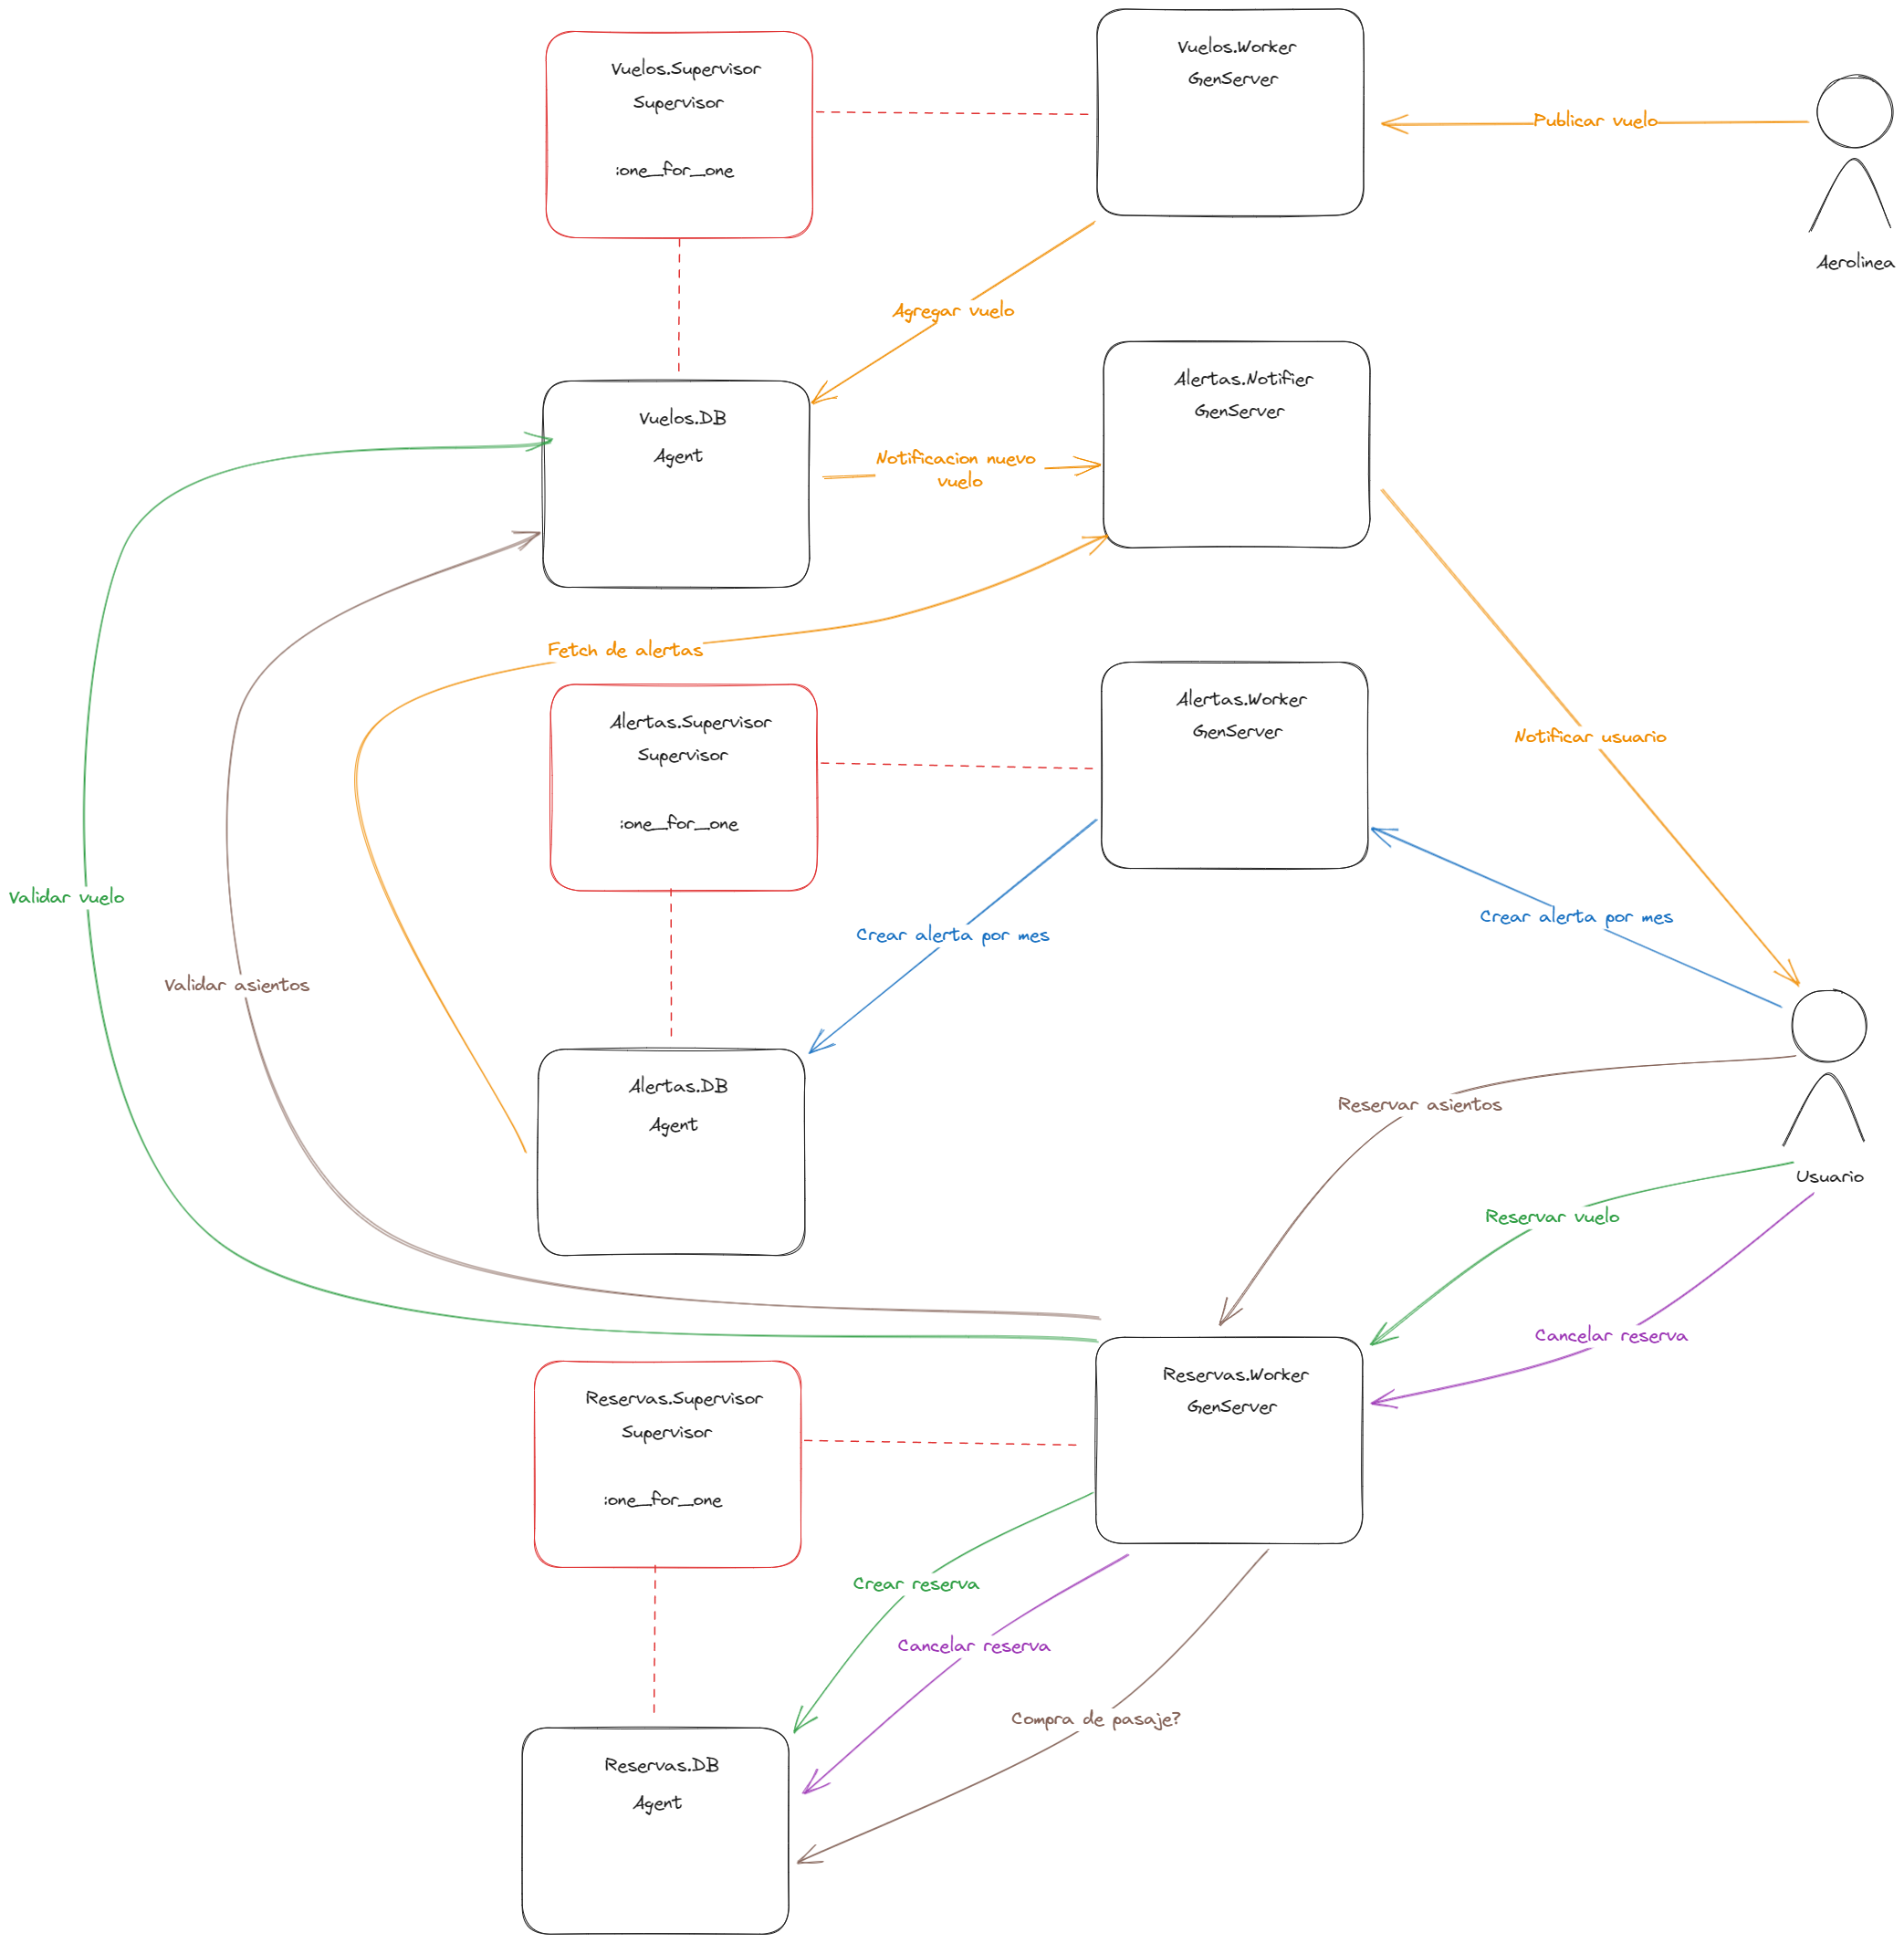 Vuelos.Supervisor
Supervisor
:one_for_one
Vuelos.Worker
GenServer
Publicar vuelo
Aerolinea
Agregar vuelo
Vuelos.DB
Agent
Notificacion nuevo
vuelo
Alertas.Notifier
GenServer
Fetch de alertas
Notificar usuario
Alertas.Supervisor
Supervisor
:one_for_one
Alertas.Worker
GenServer
Validar vuelo
Validar asientos
Crear alerta por mes
Crear alerta por mes
Alertas.DB
Agent
Reservar asientos
Usuario
Reservar vuelo
Cancelar reserva
Reservas.Supervisor
Supervisor
:one_for_one
Reservas.Worker
GenServer
Crear reserva
Cancelar reserva
Compra de pasaje?
Reservas.DB
Agent